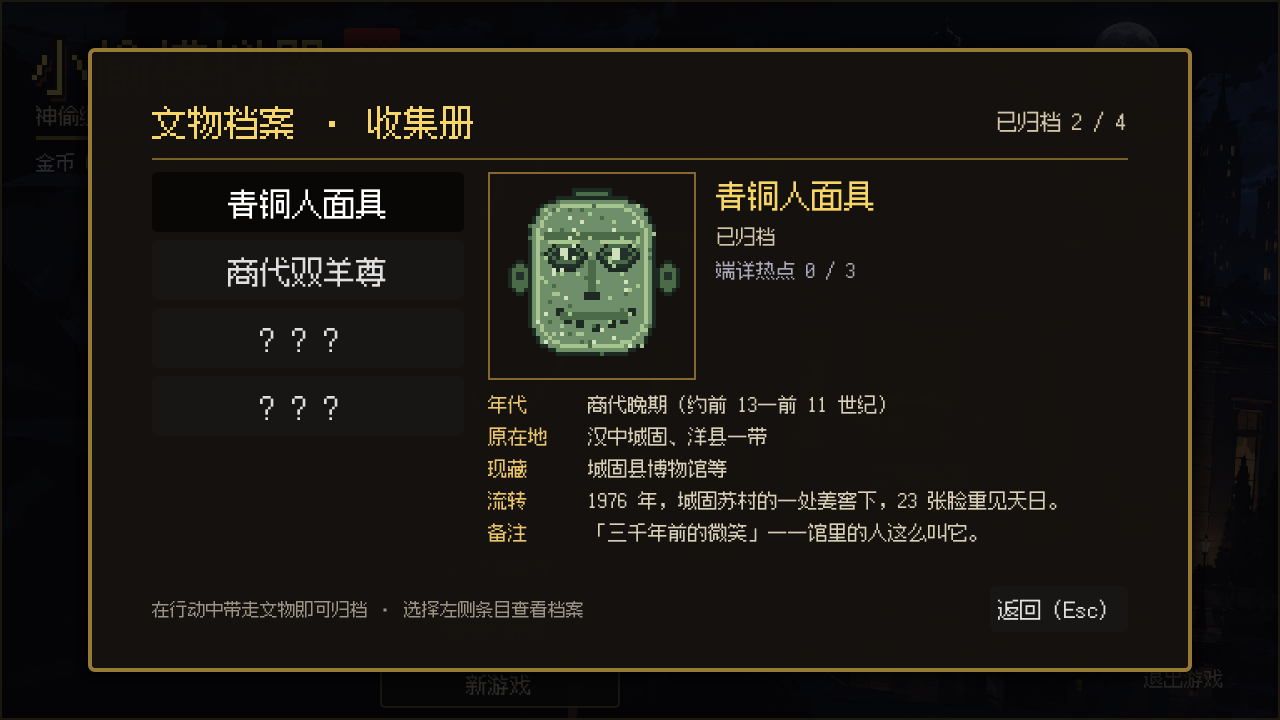 文物档案 · 收集册
已归档 2 / 4
青铜人面具
商代双羊尊
? ? ?
? ? ?
青铜人面具
已归档
端详热点 0 / 3
年代 商代晚期（约前 13—前 11 世纪）
原在地 汉中城固、洋县一带
现藏 城固县博物馆等
流转 1976 年，城固苏村的一处姜窖下，23 张脸重见天日。
备注 「三千年前的微笑」——馆里的人这么叫它。
在行动中带走文物即可归档 · 选择左侧条目查看档案
返回（Esc）
神偷
金币
新游戏
退出游戏